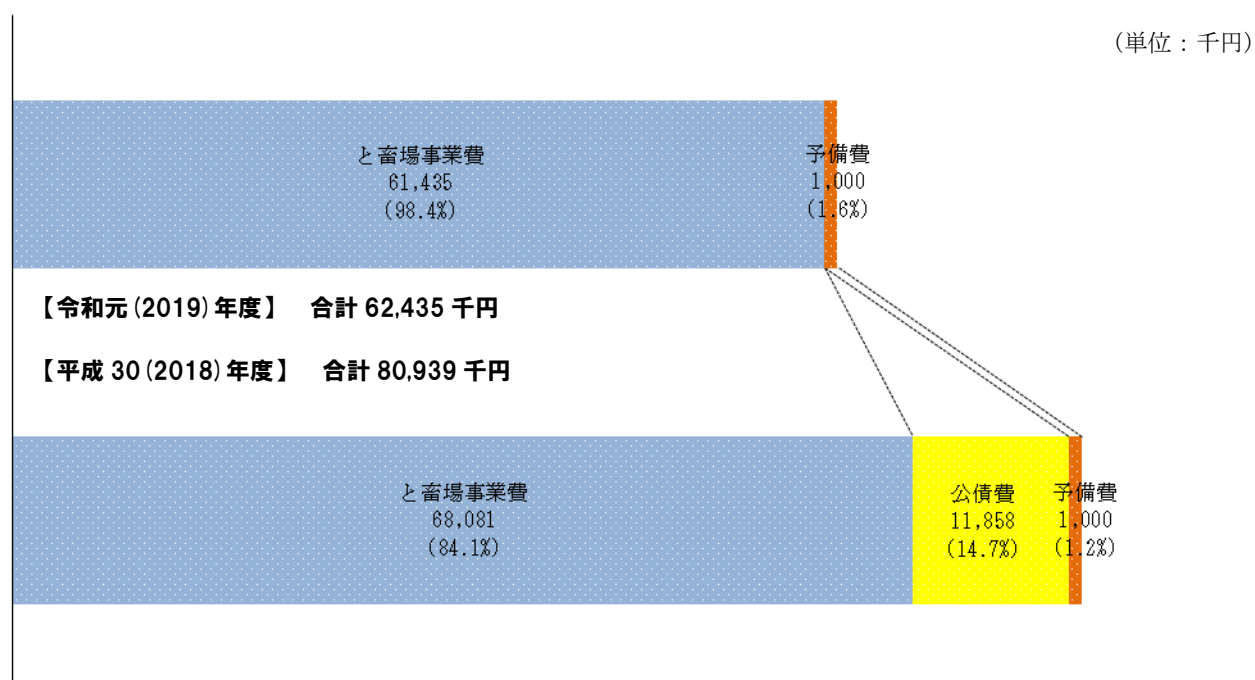 (単位：千円)
と畜場事業費
61,435
(98.4%)
予備費
1,000
(1.6%)
【令和元(2019)年度】　合計 62,435 千円
【平成 30(2018)年度】　合計 80,939 千円
と畜場事業費
68,081
(84.1%)
公債費
11,858
(14.7%)
予備費
1,000
(1.2%)